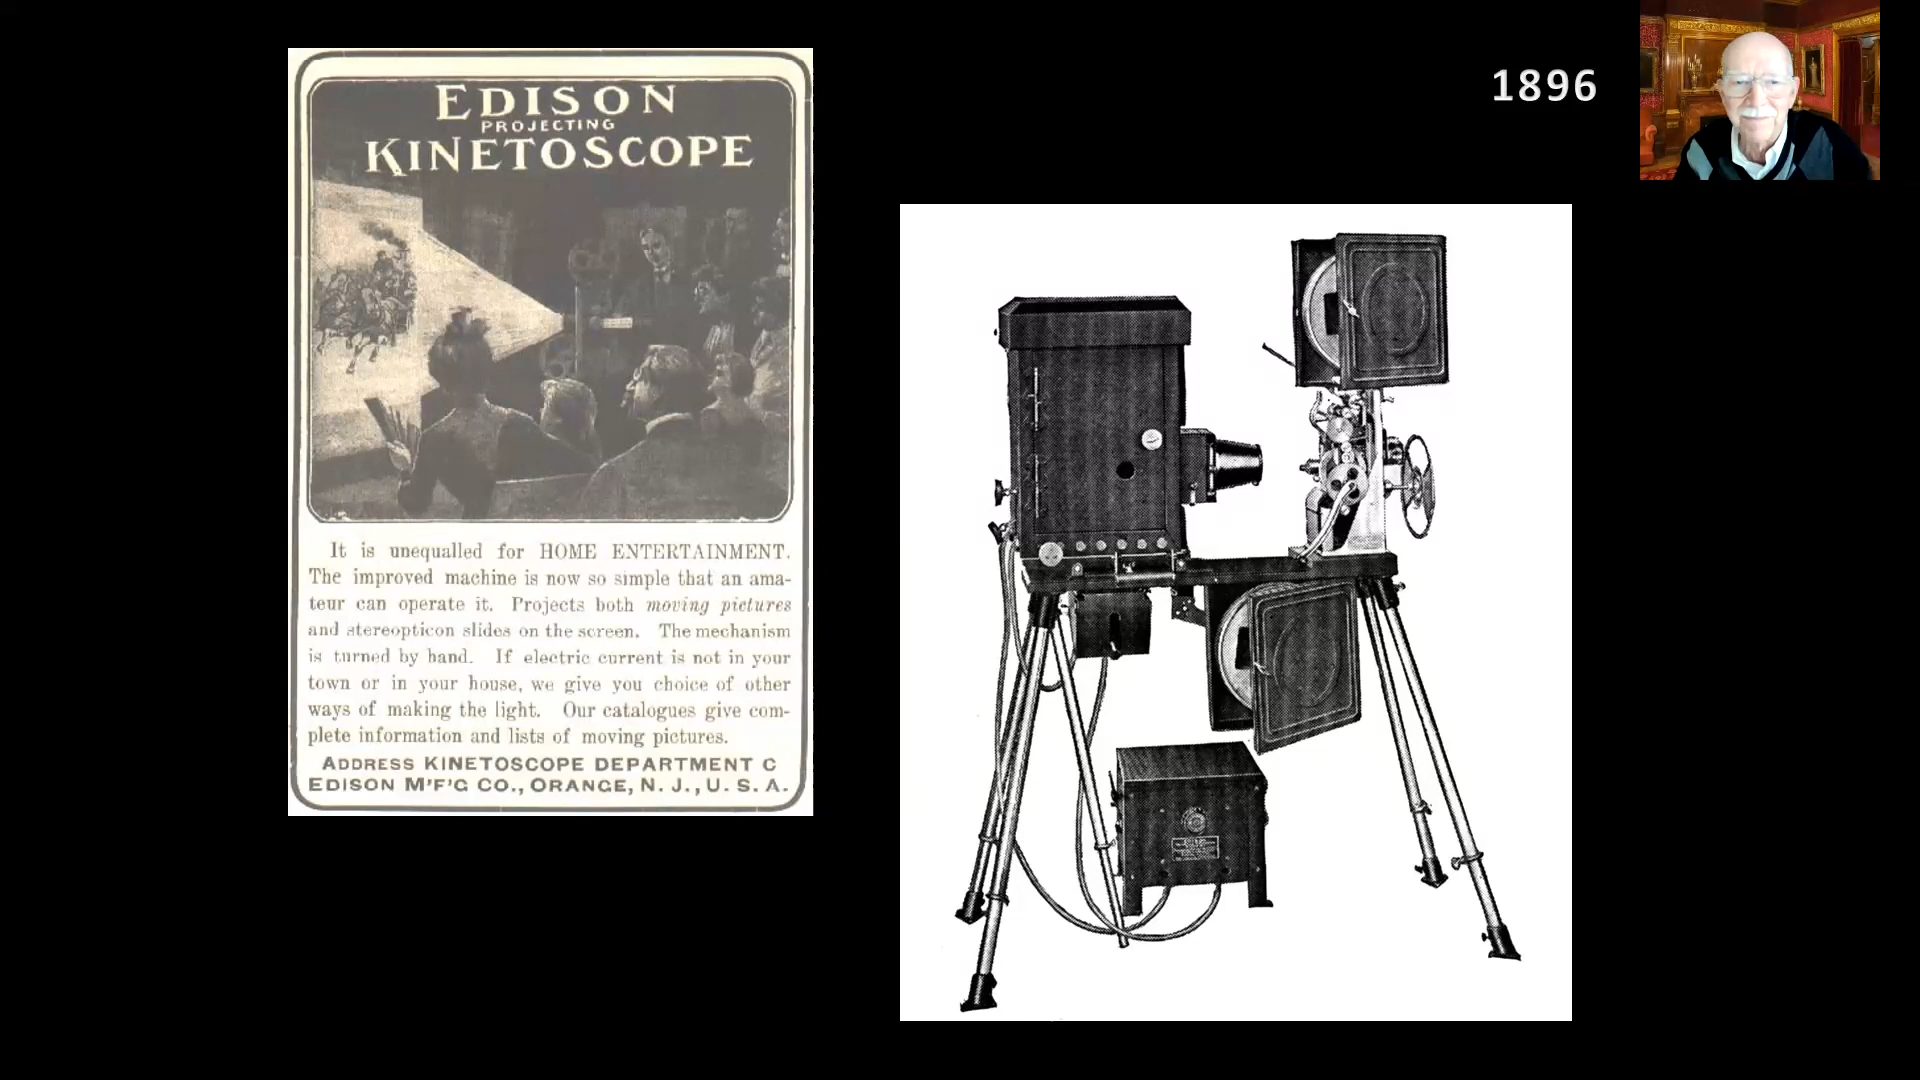 EDISON
PROJECTING
KINETOSCOPE
It is unequalled for HOME ENTERTAINMENT.
The improved machine is now so simple that an ama-
teur can operate it. Projects both moving pictures
and stereopticon slides on the screen. The mechanism
is turned by hand. If electric current is not in your
town or in your house, we give you choice of other
ways of making the light. Our catalogues give com-
plete information and lists of moving pictures.
ADDRESS KINETOSCOPE DEPARTMENT C
EDISON M'F'G CO., ORANGE, N. J., U. S. A.
1896